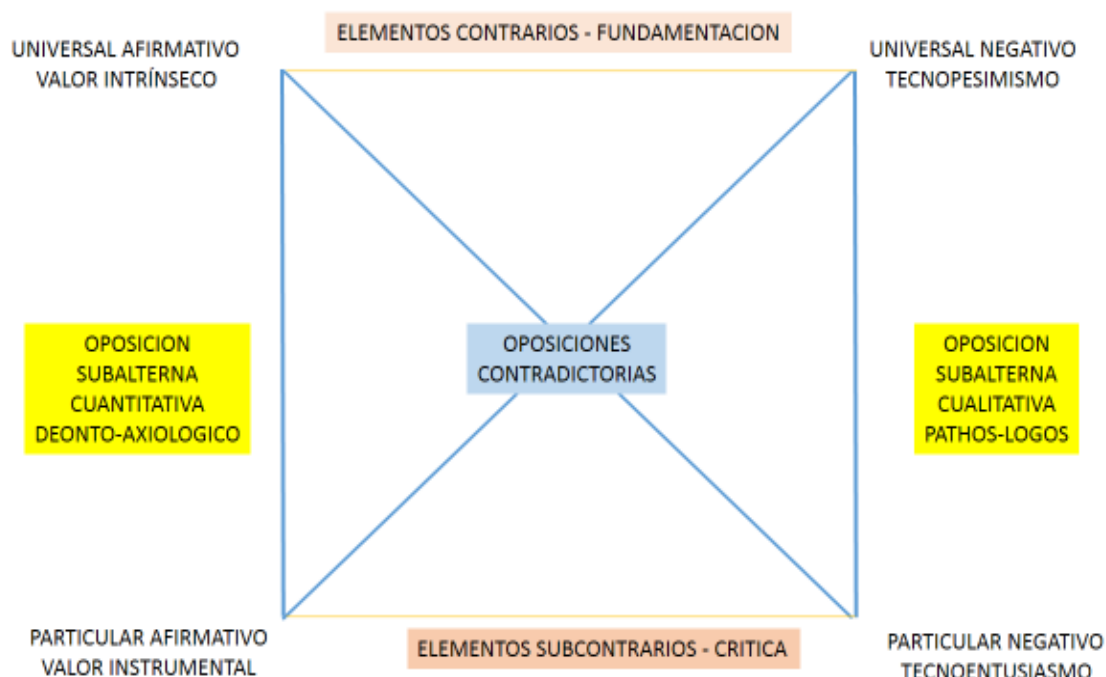 ELEMENTOS CONTRARIOS - FUNDAMENTACION
UNIVERSAL AFIRMATIVO
VALOR INTRÍNSECO
UNIVERSAL NEGATIVO
TECNOPESIMISMO
OPOSICION
SUBALTERNA
CUANTITATIVA
DEONTO-AXIOLOGICO
OPOSICIONES
CONTRADICTORIAS
OPOSICION
SUBALTERNA
CUALITATIVA
PATHOS-LOGOS
PARTICULAR AFIRMATIVO
VALOR INSTRUMENTAL
ELEMENTOS SUBCONTRARIOS - CRITICA
PARTICULAR NEGATIVO
TECNOENTUSIASMO